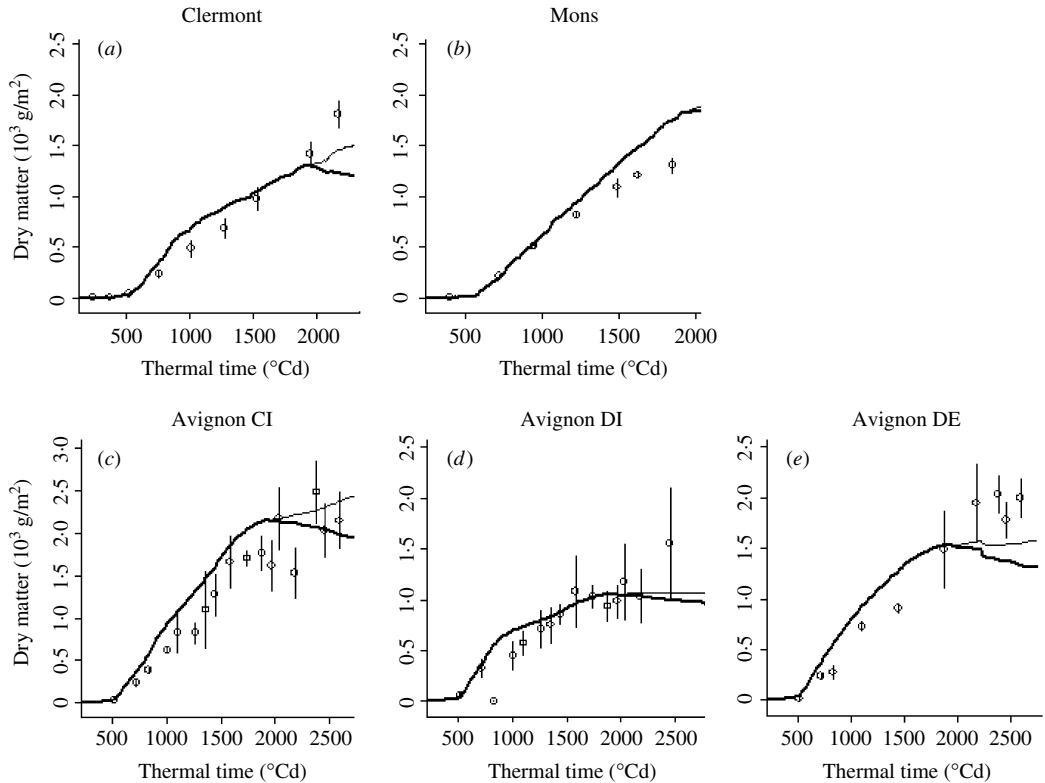 Clermont
Mons
(a)
(b)
Dry matter (10³ g/m²)
2·5
2·0
1·5
1·0
0·5
0
2·5
2·0
1·5
1·0
0·5
0
500 1000 1500 2000
500 1000 1500 2000
Thermal time (°Cd)
Thermal time (°Cd)
Avignon CI
Avignon DI
Avignon DE
(c)
(d)
(e)
Dry matter (10³ g/m²)
3·0
2·5
2·0
1·5
1·0
0·5
0
2·5
2·0
1·5
1·0
0·5
0
2·5
2·0
1·5
1·0
0·5
0
500 1000 1500 2000 2500
500 1000 1500 2000 2500
500 1000 1500 2000 2500
Thermal time (°Cd)
Thermal time (°Cd)
Thermal time (°Cd)